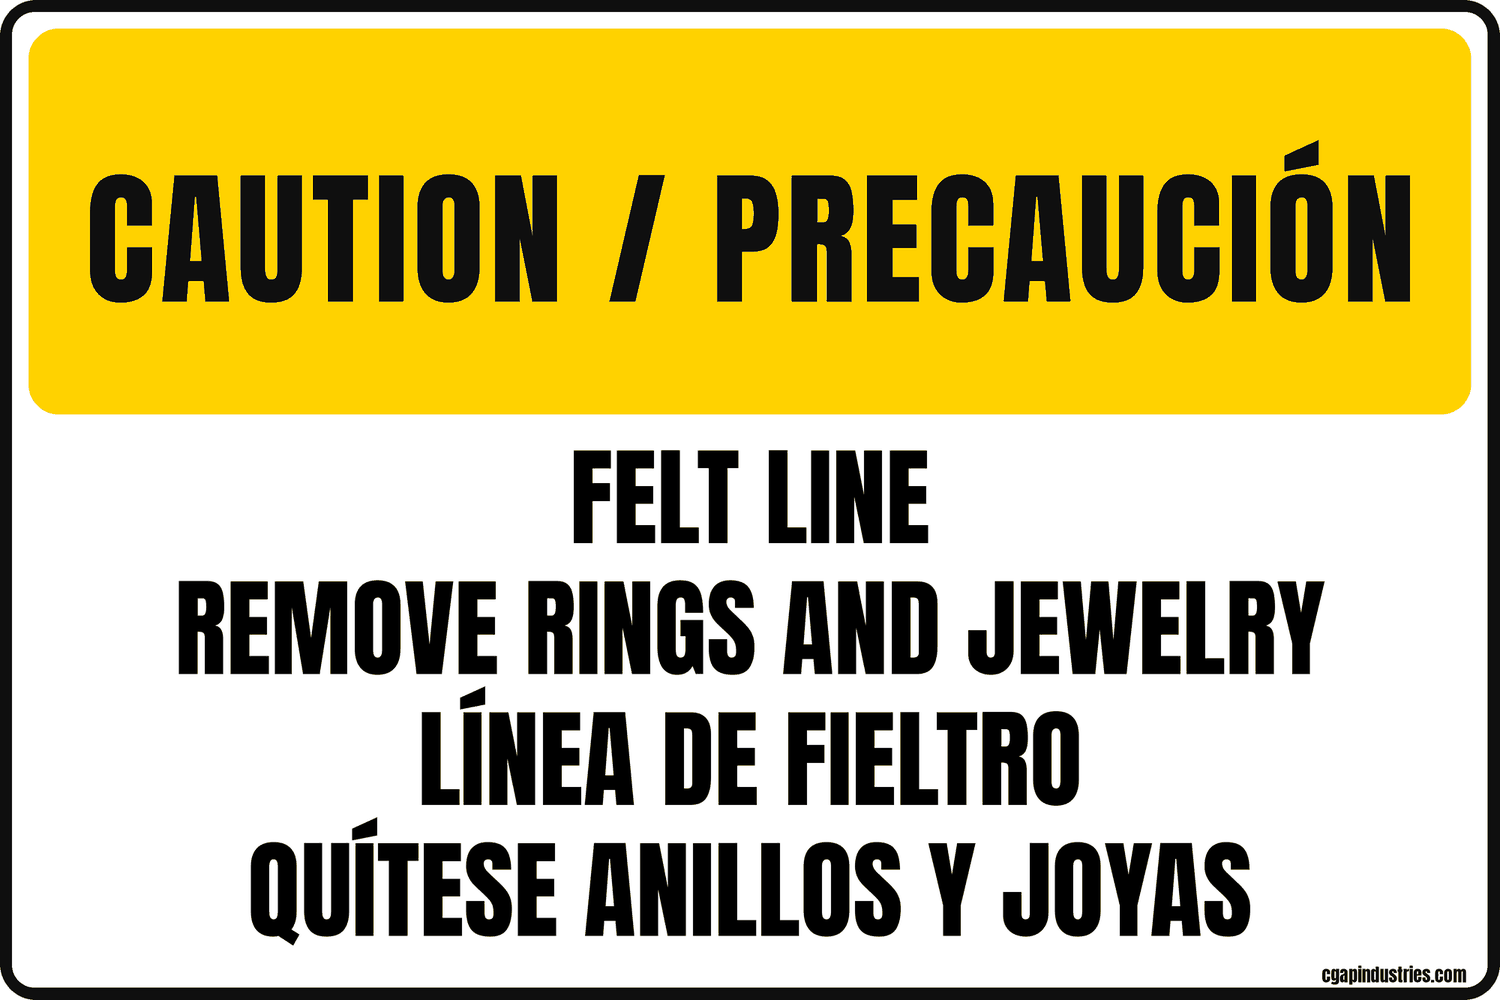 CAUTION / PRECAUCIÓN
FELT LINE
REMOVE RINGS AND JEWELRY
LÍNEA DE FIELTRO
QUÍTESE ANILLOS Y JOYAS
cgapindustries.com